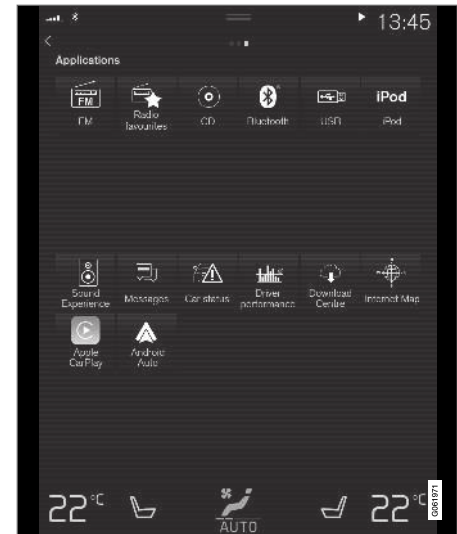 13:45
Applications
FM
iPod
FM
Radio
favourites
CD
Bluetooth
USB
iPod
Sound
Experience
Messages
Car status
Driver
performance
Download
Centre
Internet Map
Apple
CarPlay
Android
Auto
22°C
AUTO
22°C
G061971